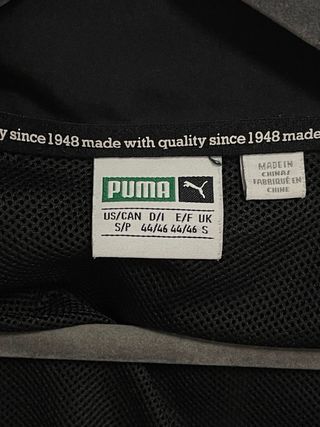 y since 1948 made with quality since 1948 made
PUMA
US/CAN D/I E/F UK
S/P 44/46 44/46 S
MADE IN
CHINA/
FABRIQUÉ EN
CHINE